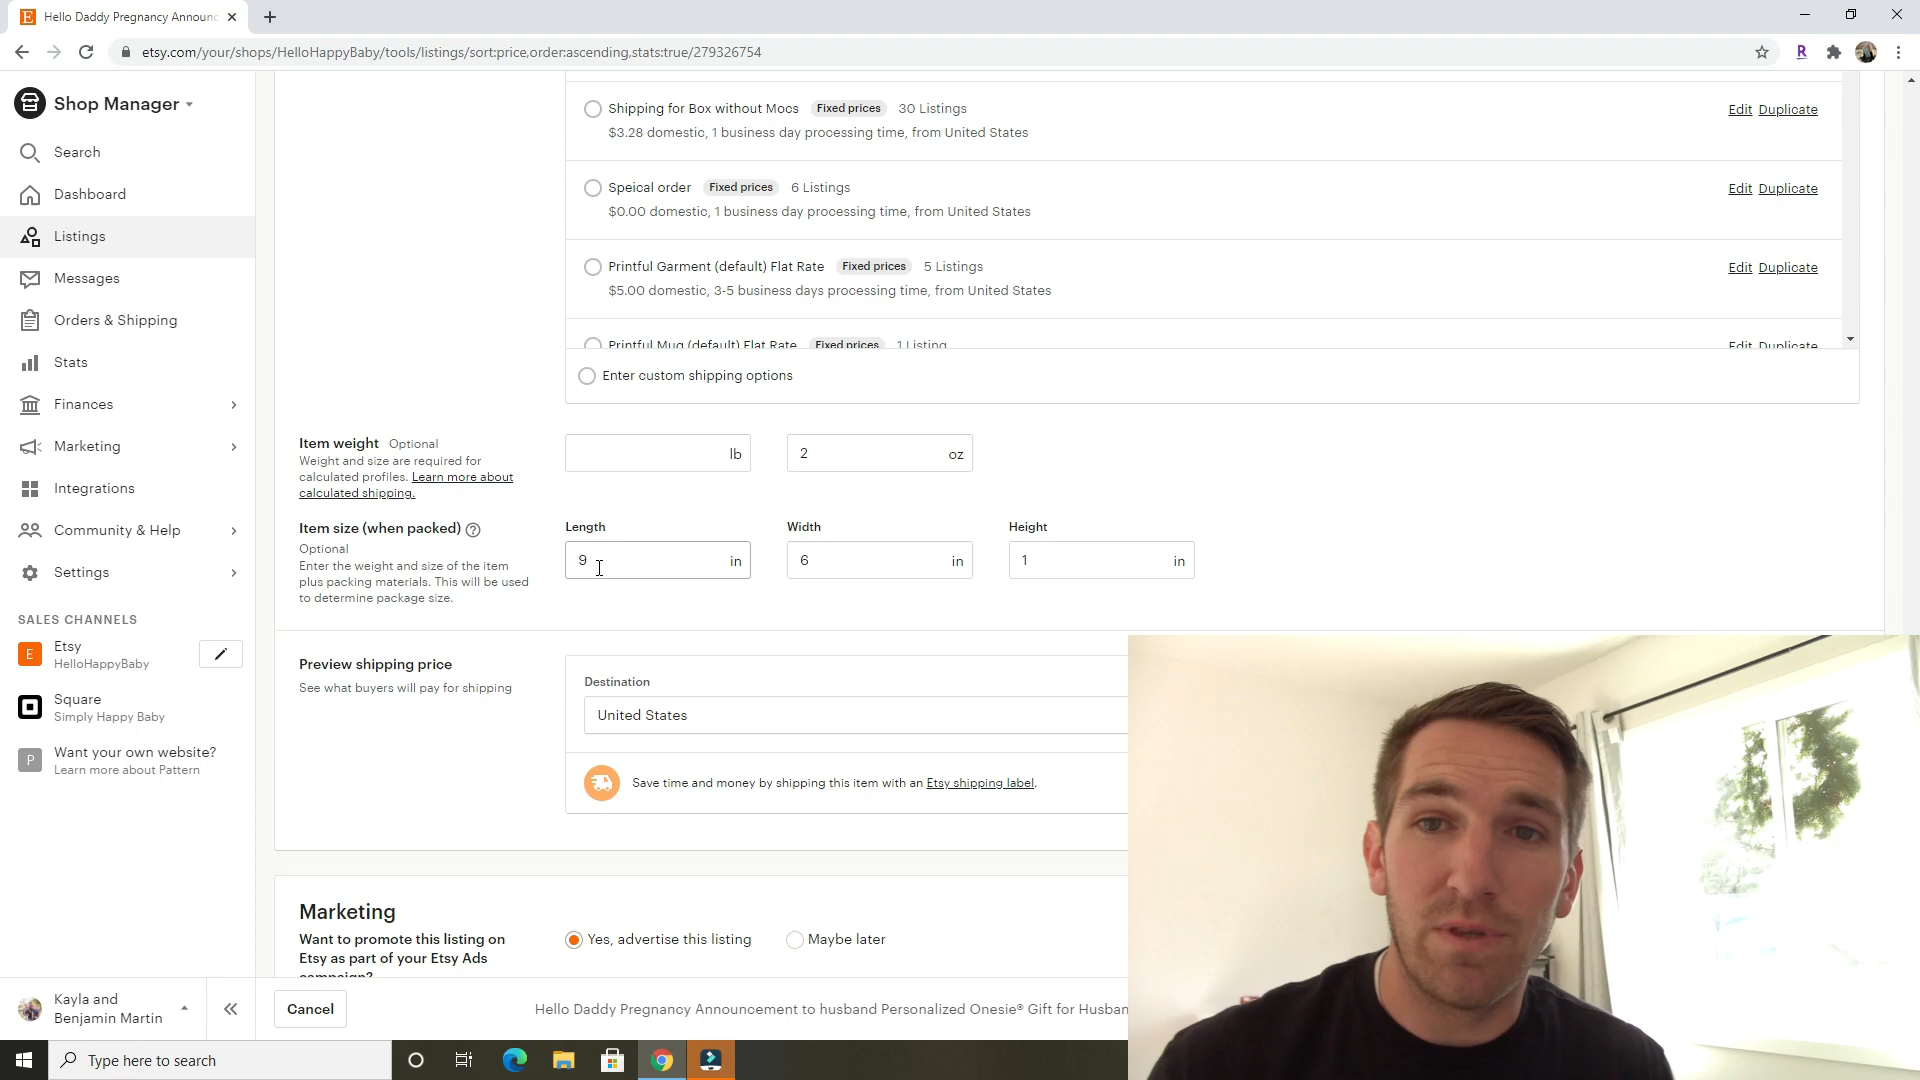 Hello Daddy Pregnancy Announc
etsy.com/your/shops/HelloHappyBaby/tools/listings/sort:price,order:ascending,stats:true/279326754
R
Shop Manager
Search
Dashboard
Listings
Messages
Orders & Shipping
Stats
Finances
Marketing
Integrations
Community & Help
Settings
SALES CHANNELS
E
Etsy
HelloHappyBaby
Square
Simply Happy Baby
P
Want your own website?
Learn more about Pattern
Kayla and
Benjamin Martin
Shipping for Box without Mocs Fixed prices 30 Listings
Edit Duplicate
$3.28 domestic, 1 business day processing time, from United States
Speical order Fixed prices 6 Listings
Edit Duplicate
$0.00 domestic, 1 business day processing time, from United States
Printful Garment (default) Flat Rate Fixed prices 5 Listings
Edit Duplicate
$5.00 domestic, 3-5 business days processing time, from United States
Printful Mug (default) Flat Rate Fixed prices 1 Listing
Edit Duplicate
Enter custom shipping options
Item weight Optional
Weight and size are required for
calculated profiles. Learn more about
calculated shipping.
lb
2 oz
Item size (when packed) ?
Optional
Enter the weight and size of the item
plus packing materials. This will be used
to determine package size.
Length Width Height
9 in 6 in 1 in
Preview shipping price
See what buyers will pay for shipping
Destination
United States
Save time and money by shipping this item with an Etsy shipping label.
Marketing
Want to promote this listing on
Etsy as part of your Etsy Ads
campaign?
Yes, advertise this listing Maybe later
Cancel
Hello Daddy Pregnancy Announcement to husband Personalized Onesie® Gift for Husban
Type here to search